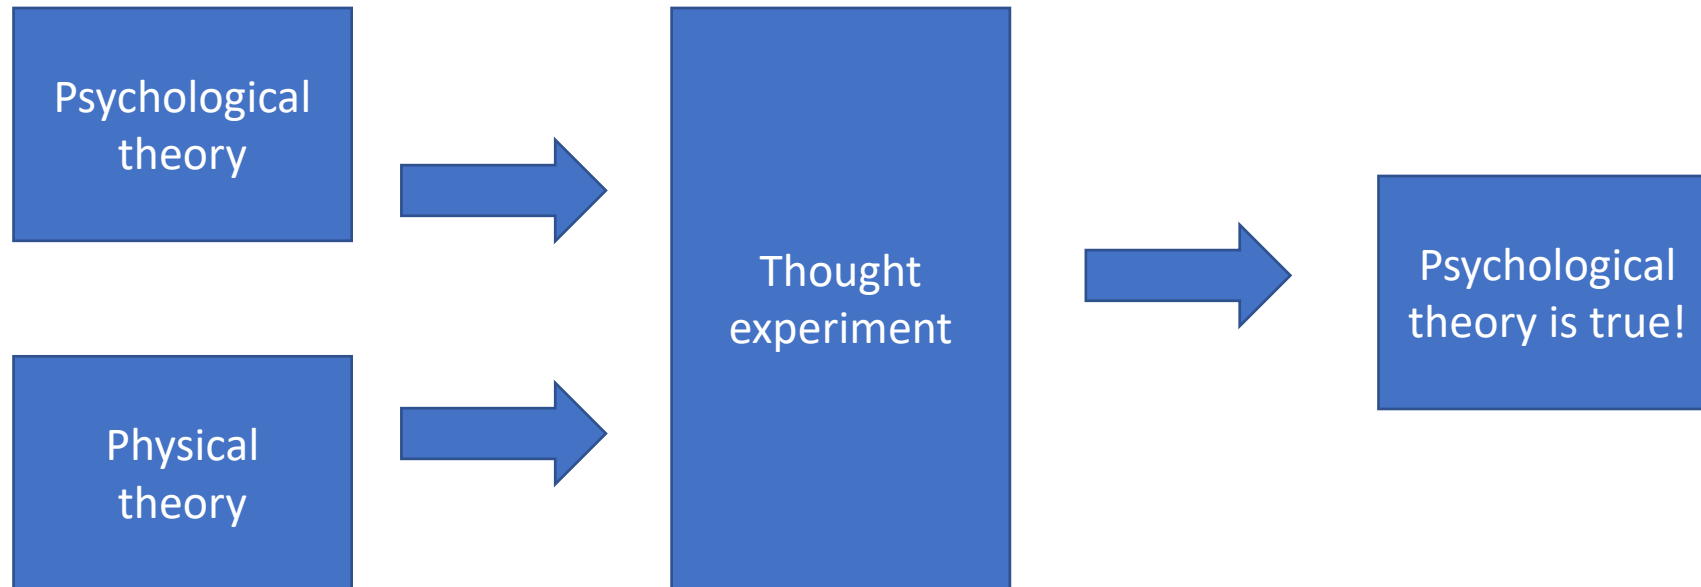 Psychological
theory
Physical
theory
Thought
experiment
Psychological
theory is true!